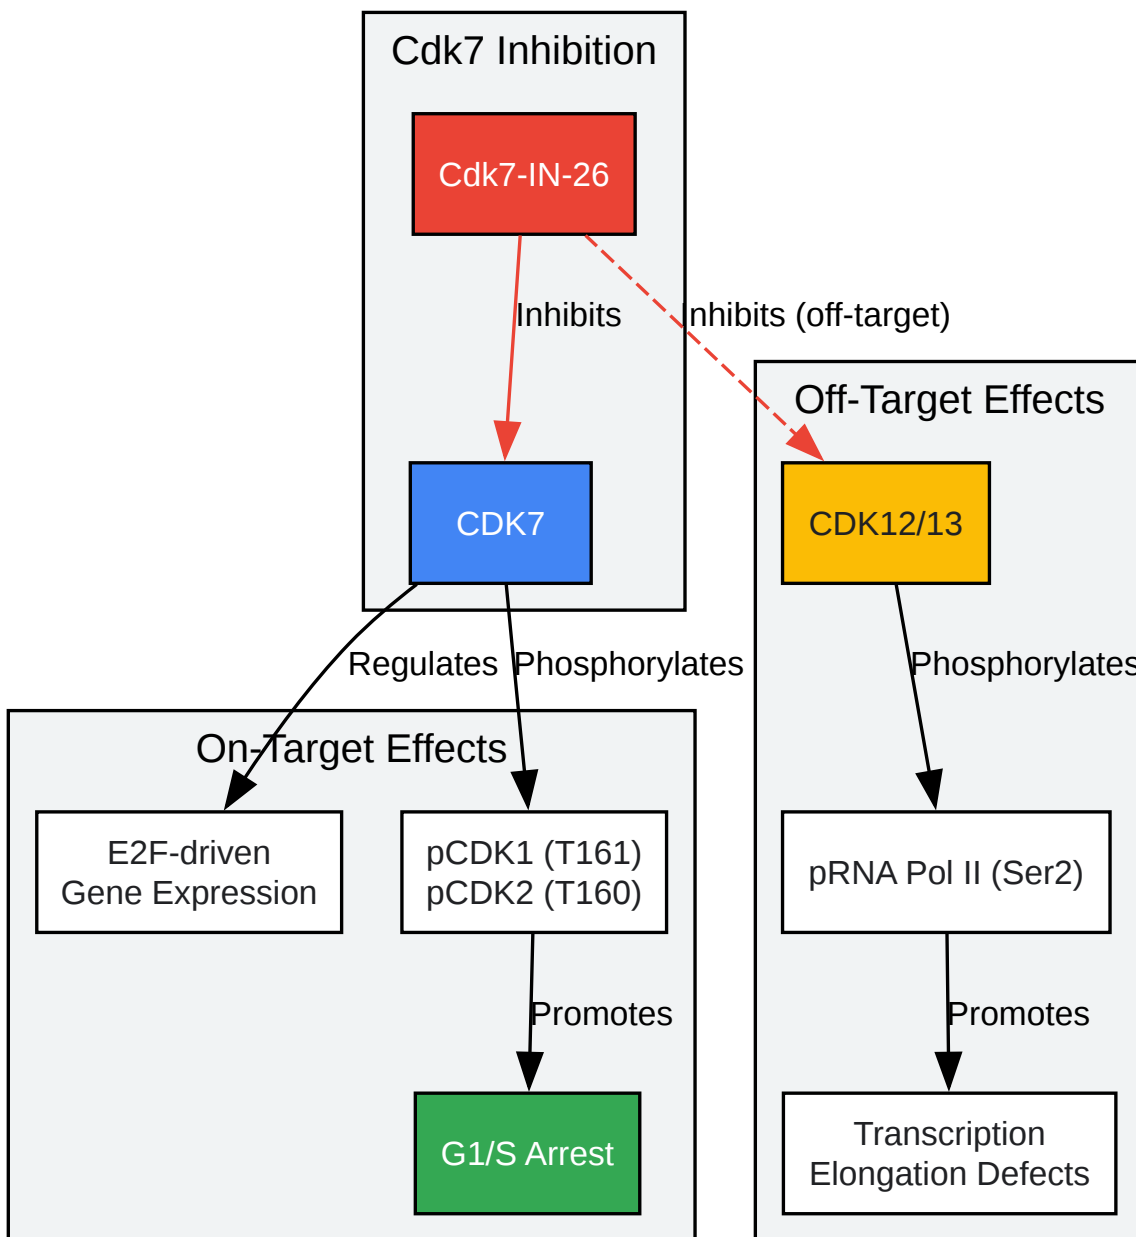 Cdk7 Inhibition
Cdk7-IN-26
Inhibits
Inhibits (off-target)
Off-Target Effects
CDK7
CDK12/13
Regulates
Phosphorylates
Phosphorylates
On-Target Effects
E2F-driven
Gene Expression
pCDK1 (T161)
pCDK2 (T160)
pRNA Pol II (Ser2)
Promotes
Promotes
G1/S Arrest
Transcription
Elongation Defects